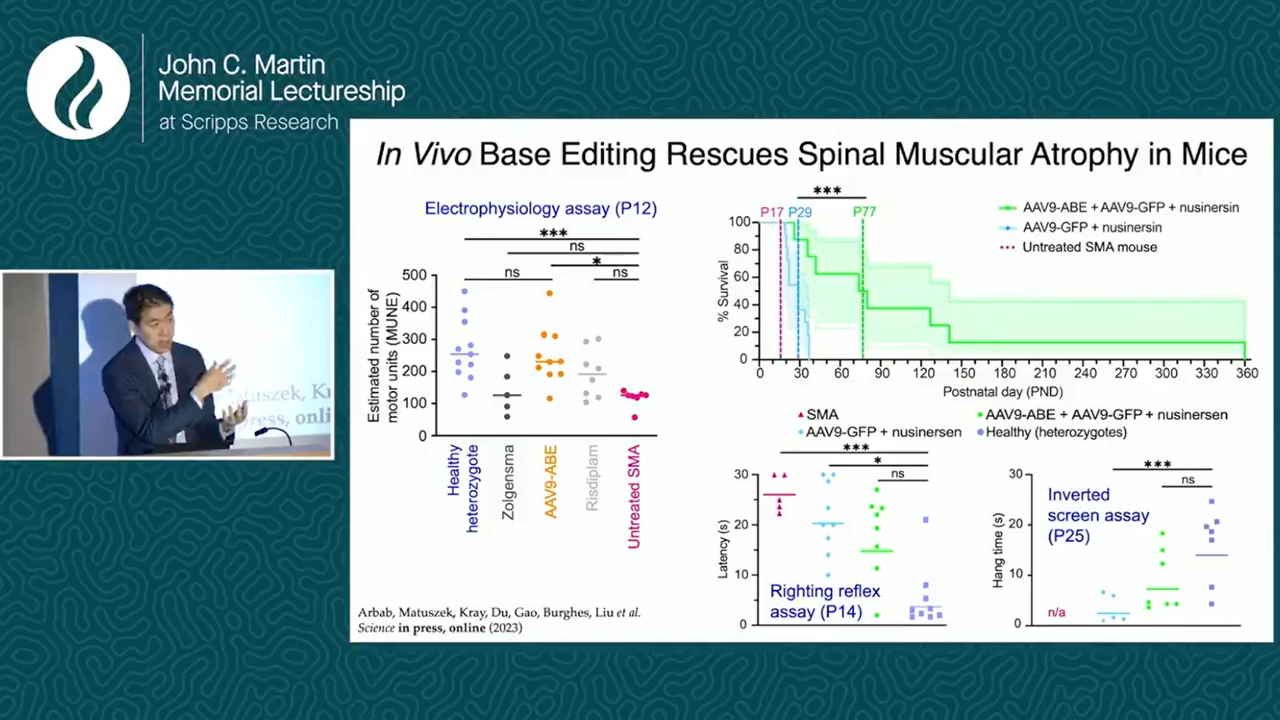 John C. Martin
Memorial Lectureship
at Scripps Research
In Vivo Base Editing Rescues Spinal Muscular Atrophy in Mice
Electrophysiology assay (P12)
***
ns
*
ns
ns
Estimated number of
motor units (MUNE)
500
400
300
200
100
0
Healthy
heterozygote
Zolgensma
AAV9-ABE
Risdiplam
Untreated SMA
***
P17
P29
P77
AAV9-ABE + AAV9-GFP + nusinersin
AAV9-GFP + nusinersin
Untreated SMA mouse
% Survival
100
80
60
40
20
0
0 30 60 90 120 150 180 210 240 270 300 330 360
Postnatal day (PND)
SMA
AAV9-ABE + AAV9-GFP + nusinersen
AAV9-GFP + nusinersen
Healthy (heterozygotes)
***
*
ns
Latency (s)
30
20
10
0
Righting reflex
assay (P14)
***
ns
Hang time (s)
30
20
10
0
Inverted
screen assay
(P25)
n/a
Arbab, Matuszek, Kray, Du, Gao, Burghes, Liu et al.
Science in press, online (2023)
atuszek, Kr
press, onli